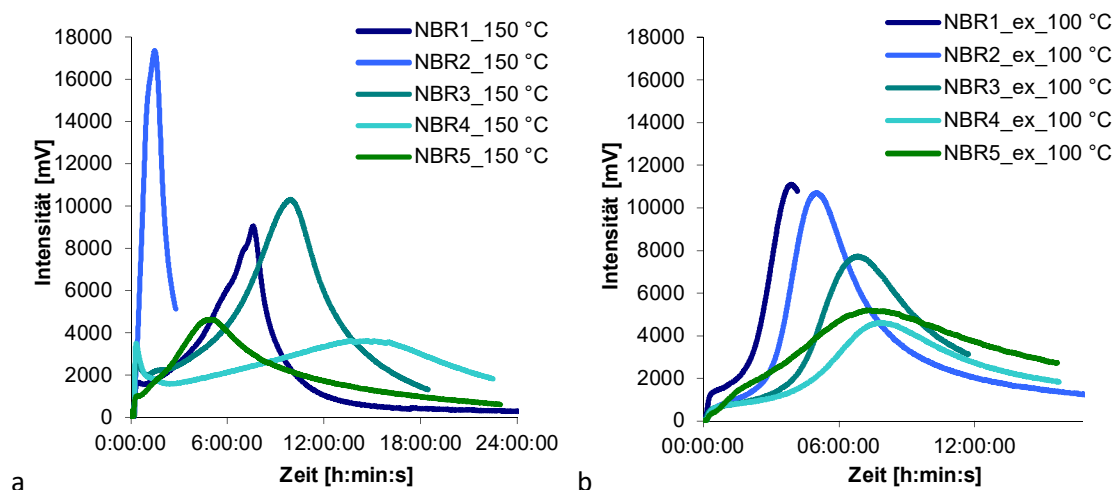 NBR1_150 °C
NBR2_150 °C
NBR3_150 °C
NBR4_150 °C
NBR5_150 °C
18000
16000
14000
12000
10000
8000
6000
4000
2000
0
Intensität [mV]
0:00:00
6:00:00
12:00:00
18:00:00
24:00:00
Zeit [h:min:s]
a
NBR1_ex_100 °C
NBR2_ex_100 °C
NBR3_ex_100 °C
NBR4_ex_100 °C
NBR5_ex_100 °C
18000
16000
14000
12000
10000
8000
6000
4000
2000
0
Intensität [mV]
00:00:00
06:00:00
12:00:00
Zeit [h:min:s]
b